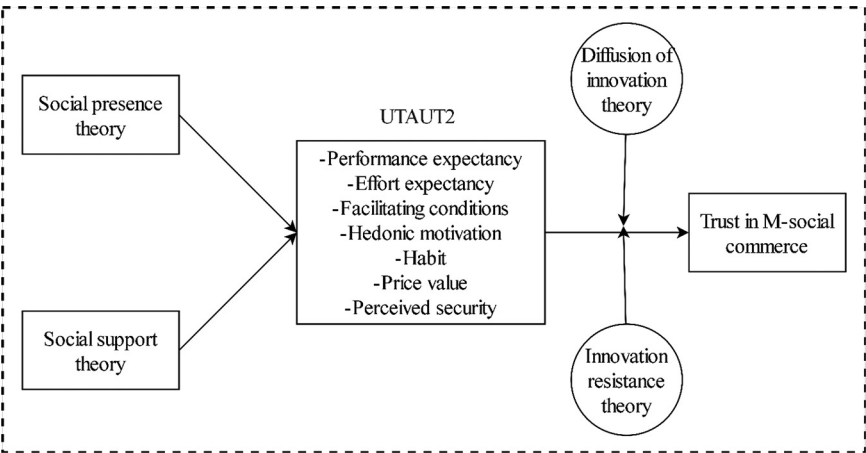 Social presence
theory
Social support
theory
UTAUT2
-Performance expectancy
-Effort expectancy
-Facilitating conditions
-Hedonic motivation
-Habit
-Price value
-Perceived security
Diffusion of
innovation
theory
Innovation
resistance
theory
Trust in M-social
commerce